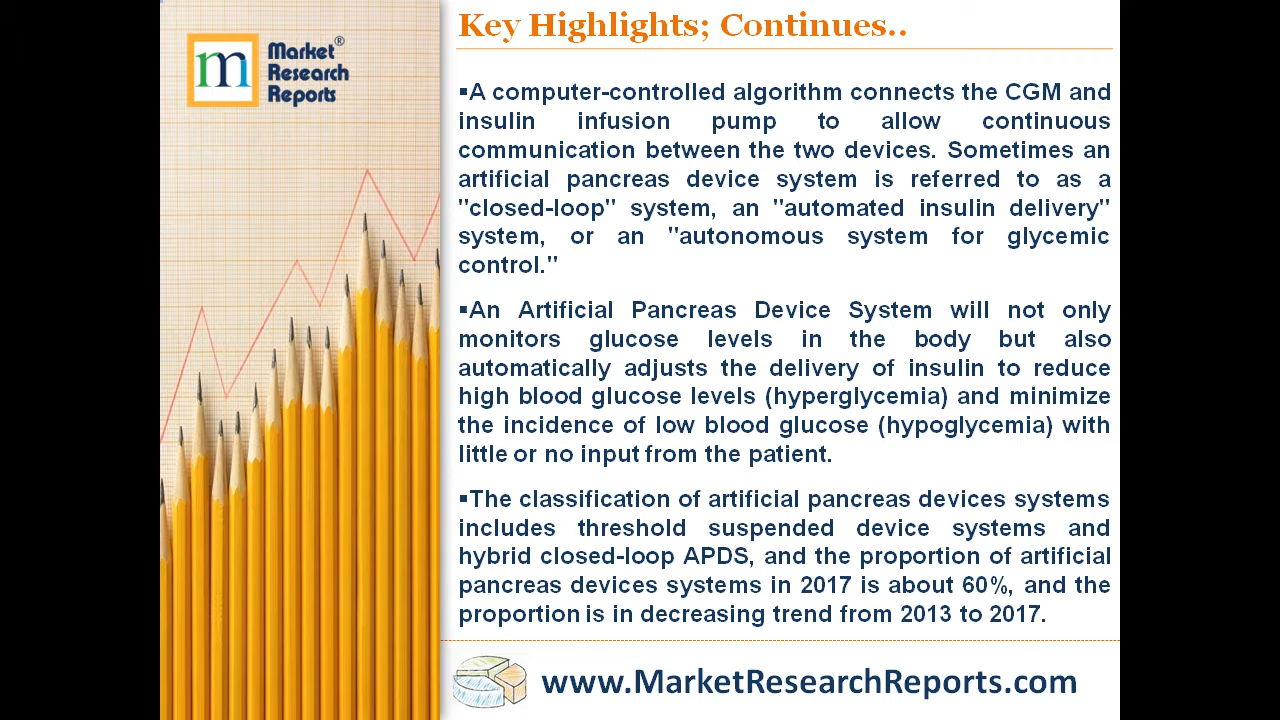 Market®
Research
Reports
Key Highlights; Continues..
▪A computer-controlled algorithm connects the CGM and
insulin infusion pump to allow continuous
communication between the two devices. Sometimes an
artificial pancreas device system is referred to as a
"closed-loop" system, an "automated insulin delivery"
system, or an "autonomous system for glycemic
control."
▪An Artificial Pancreas Device System will not only
monitors glucose levels in the body but also
automatically adjusts the delivery of insulin to reduce
high blood glucose levels (hyperglycemia) and minimize
the incidence of low blood glucose (hypoglycemia) with
little or no input from the patient.
▪The classification of artificial pancreas devices systems
includes threshold suspended device systems and
hybrid closed-loop APDS, and the proportion of artificial
pancreas devices systems in 2017 is about 60%, and the
proportion is in decreasing trend from 2013 to 2017.
www.MarketResearchReports.com